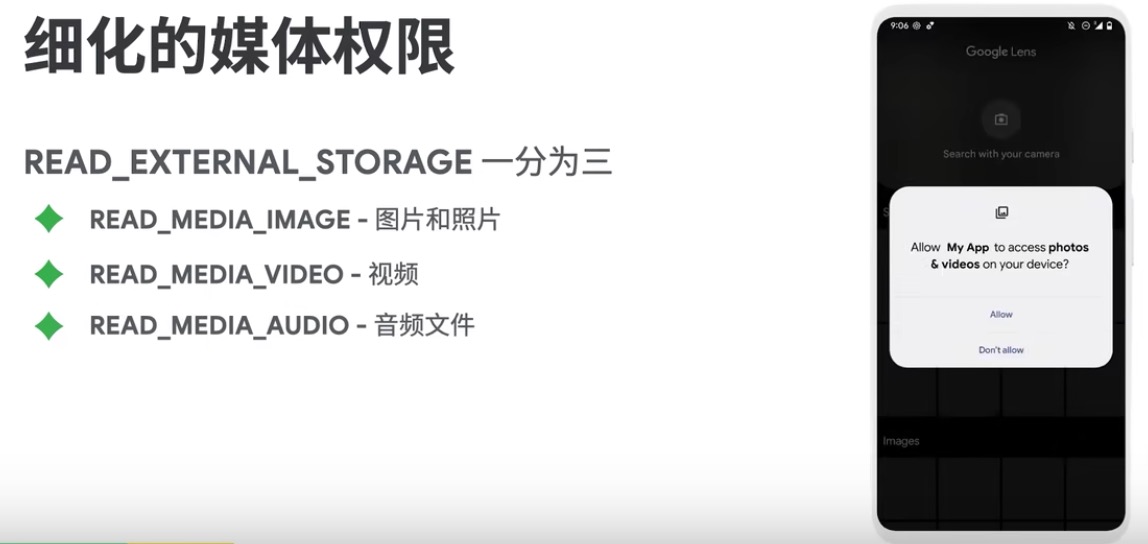 细化的媒体权限
READ_EXTERNAL_STORAGE 一分为三
READ_MEDIA_IMAGE - 图片和照片
READ_MEDIA_VIDEO - 视频
READ_MEDIA_AUDIO - 音频文件
9:06
Google Lens
Search with your camera
Allow My App to access photos
& videos on your device?
Allow
Don't allow
Images